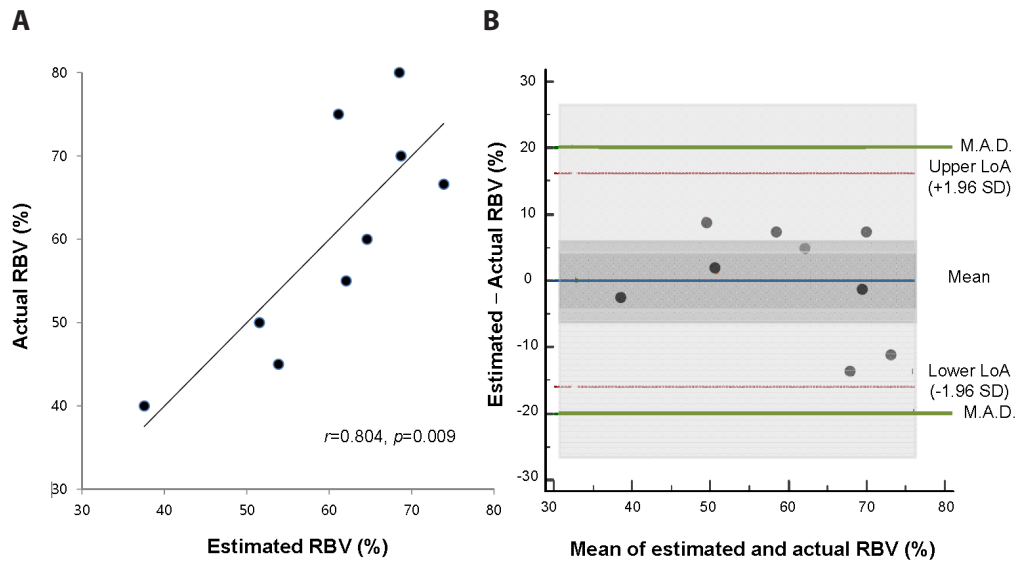 A
B
Actual RBV (%)
80
70
60
50
40
30
30
40
50
60
70
80
r=0.804, p=0.009
Estimated RBV (%)
Estimated – Actual RBV (%)
30
20
10
0
-10
-20
-30
30
40
50
60
70
80
M.A.D.
Upper LoA
(+1.96 SD)
Mean
Lower LoA
(-1.96 SD)
M.A.D.
Mean of estimated and actual RBV (%)